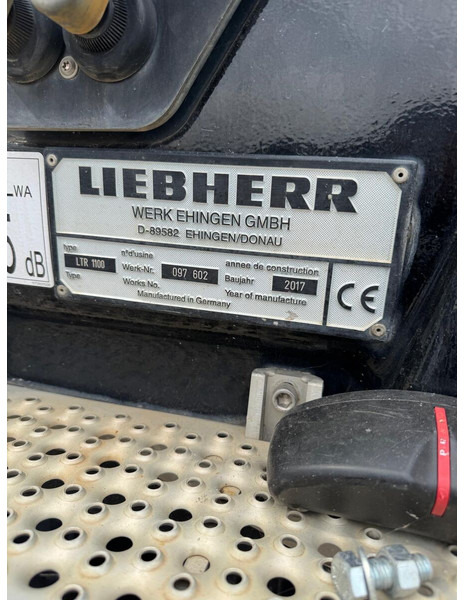 LWA
dB
LIEBHERR
WERK EHINGEN GMBH
D-89582 EHINGEN/DONAU
type n°d'usine annee de construction
LTR 1100 Werk-Nr. 097 602 Baujahr 2017
Type Works No. Year of manufacture
Manufactured in Germany
CE